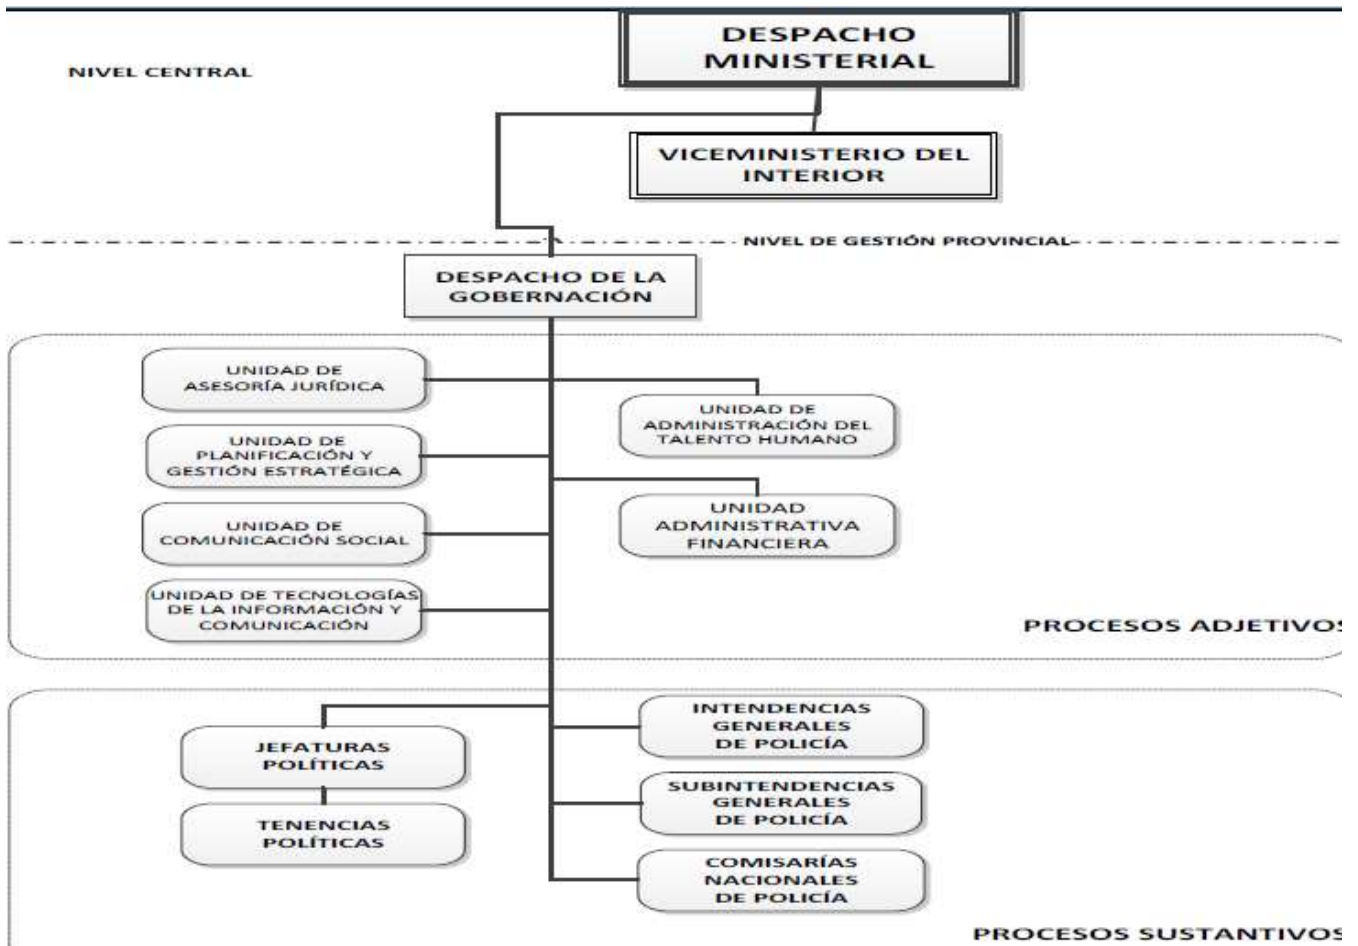 DESPACHO
MINISTERIAL
NIVEL CENTRAL
VICEMINISTERIO DEL
INTERIOR
NIVEL DE GESTIÓN PROVINCIAL
DESPACHO DE LA
GOBERNACIÓN
UNIDAD DE
ASESORÍA JURÍDICA
UNIDAD DE
ADMINISTRACIÓN DEL
TALENTO HUMANO
UNIDAD DE
PLANIFICACIÓN Y
GESTIÓN ESTRATÉGICA
UNIDAD
ADMINISTRATIVA
FINANCIERA
UNIDAD DE
COMUNICACIÓN SOCIAL
UNIDAD DE TECNOLOGÍAS
DE LA INFORMACIÓN Y
COMUNICACIÓN
PROCESOS ADJETIVOS
JEFATURAS
POLÍTICAS
TENENCIAS
POLÍTICAS
INTENDENCIAS
GENERALES
DE POLICÍA
SUBINTENDENCIAS
GENERALES
DE POLICÍA
COMISARÍAS
NACIONALES
DE POLICÍA
PROCESOS SUSTANTIVOS